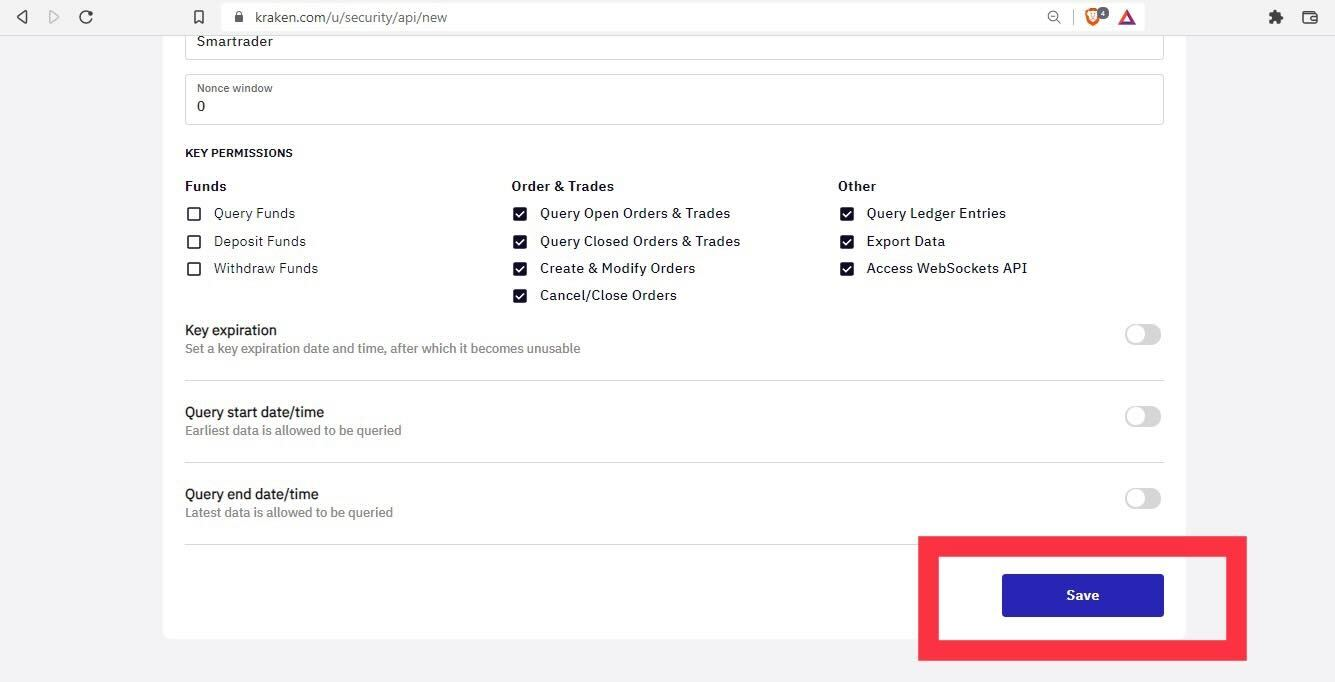 kraken.com/u/security/api/new
4
Smartrader
Nonce window
0
KEY PERMISSIONS
Funds
Query Funds
Deposit Funds
Withdraw Funds
Order & Trades
Query Open Orders & Trades
Query Closed Orders & Trades
Create & Modify Orders
Cancel/Close Orders
Other
Query Ledger Entries
Export Data
Access WebSockets API
Key expiration
Set a key expiration date and time, after which it becomes unusable
Query start date/time
Earliest data is allowed to be queried
Query end date/time
Latest data is allowed to be queried
Save